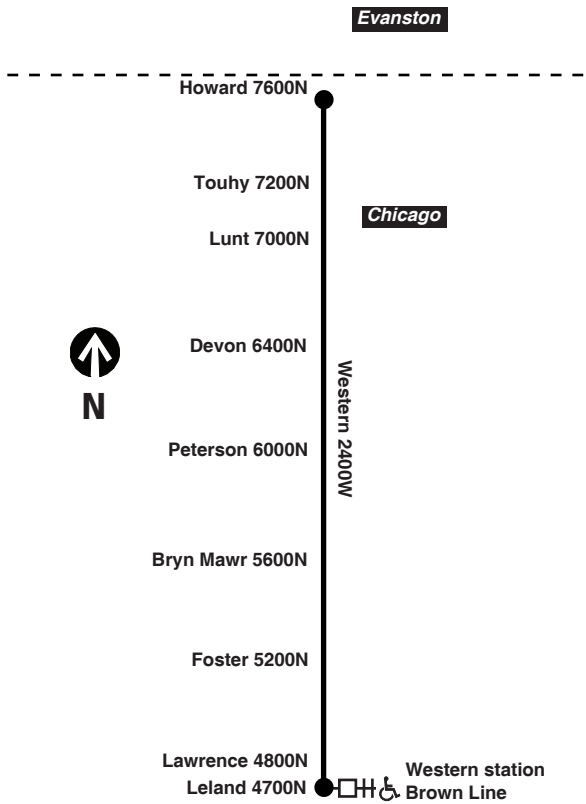 Evanston
Howard 7600N
Touhy 7200N
Chicago
Lunt 7000N
Devon 6400N
Western 2400W
N
Peterson 6000N
Bryn Mawr 5600N
Foster 5200N
Lawrence 4800N
Western station
Leland 4700N
Brown Line